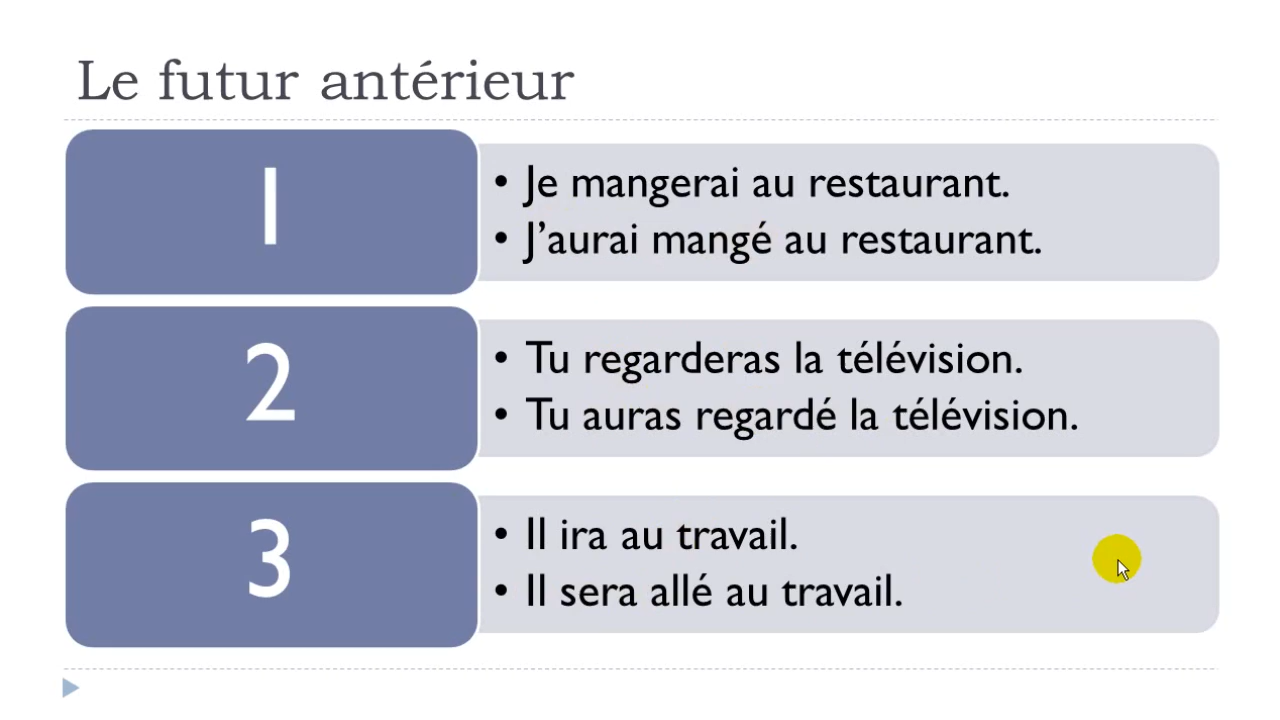 Le futur antérieur
1
• Je mangerai au restaurant.
• J’aurai mangé au restaurant.
2
• Tu regarderas la télévision.
• Tu auras regardé la télévision.
3
• Il ira au travail.
• Il sera allé au travail.